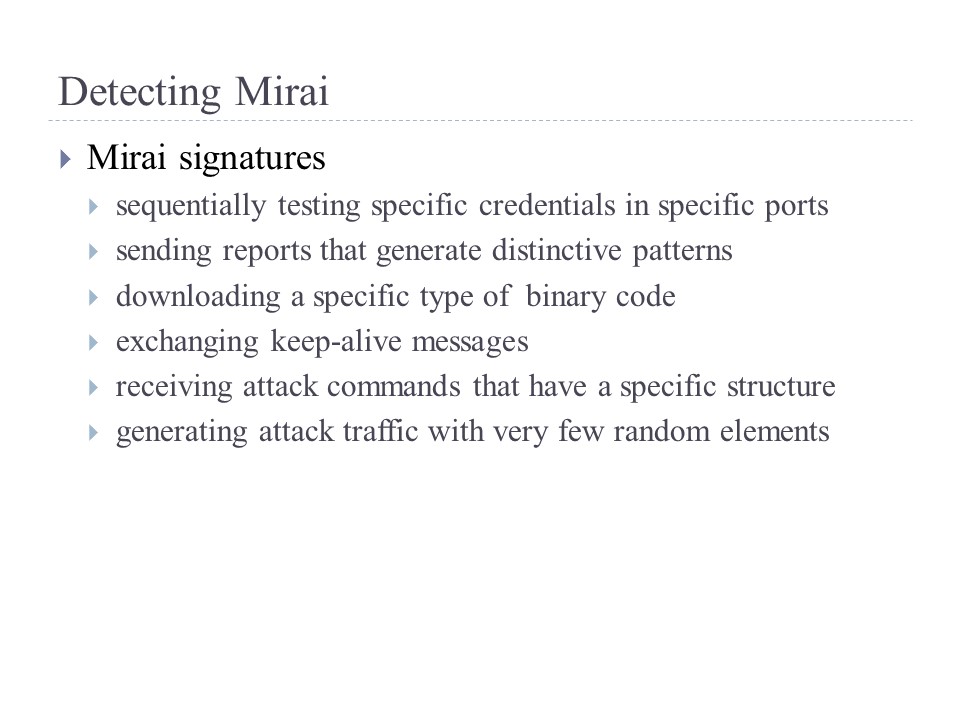 Detecting Mirai
Mirai signatures
sequentially testing specific credentials in specific ports
sending reports that generate distinctive patterns
downloading a specific type of  binary code
exchanging keep-alive messages
receiving attack commands that have a specific structure
generating attack traffic with very few random elements